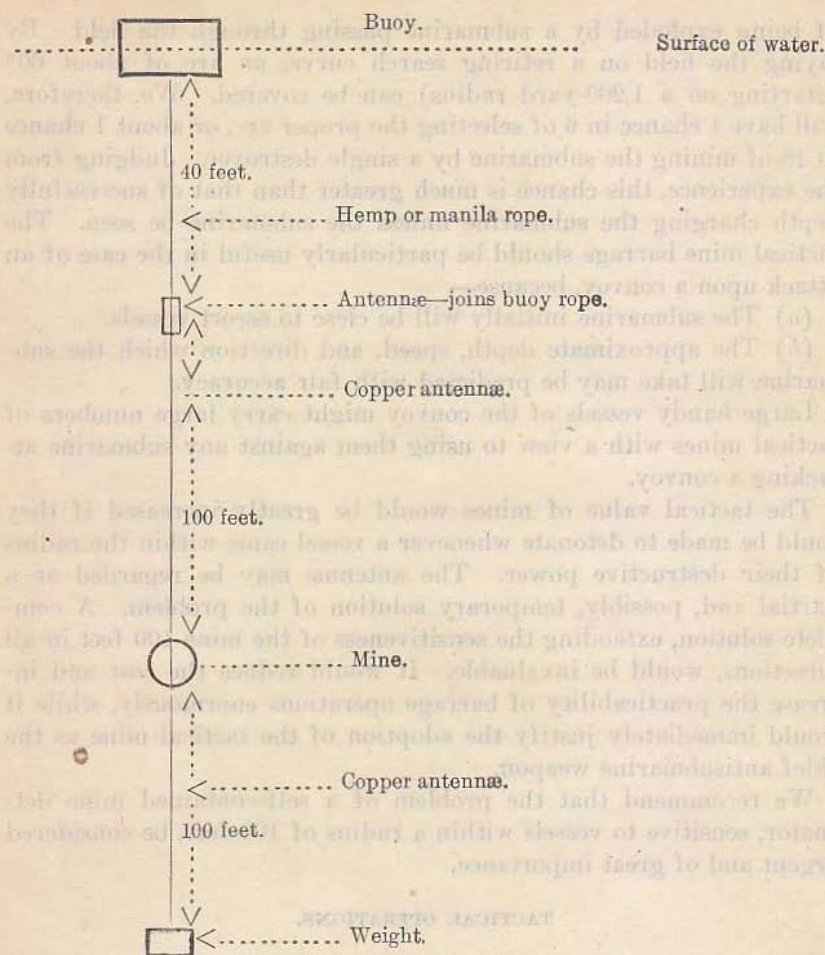 Buoy.
Surface of water.
40 feet.
Hemp or manila rope.
Antennæ—joins buoy rope.
Copper antennæ.
100 feet.
Mine.
Copper antennæ.
100 feet.
Weight.